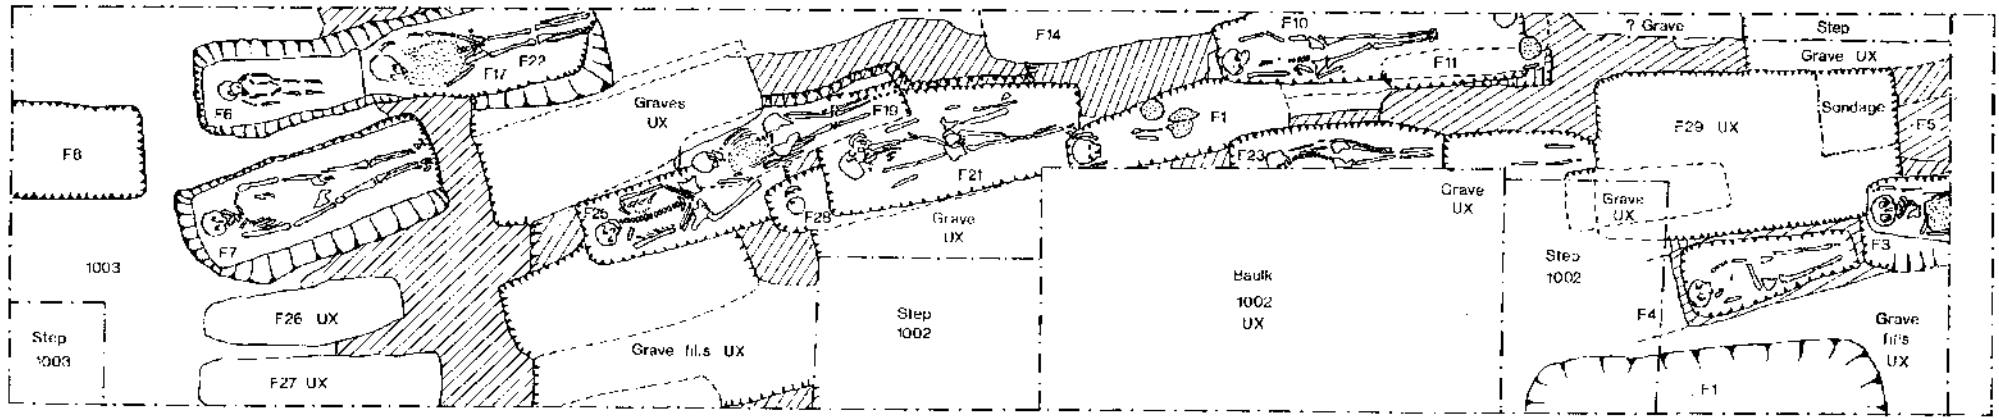 F10
? Grave
Step
F14
Grave UX
F17
F22
F11
F6
Graves
UX
F19
F1
Sondage
F29 UX
F5
F8
F23
F21
F25
F28
Grave
UX
Grave
UX
Grave
UX
F7
F3
1003
Step
1002
Baulk
1002
UX
F26 UX
Step
1002
F4
Grave
fills
UX
Step
1003
Grave fills UX
F27 UX
F1